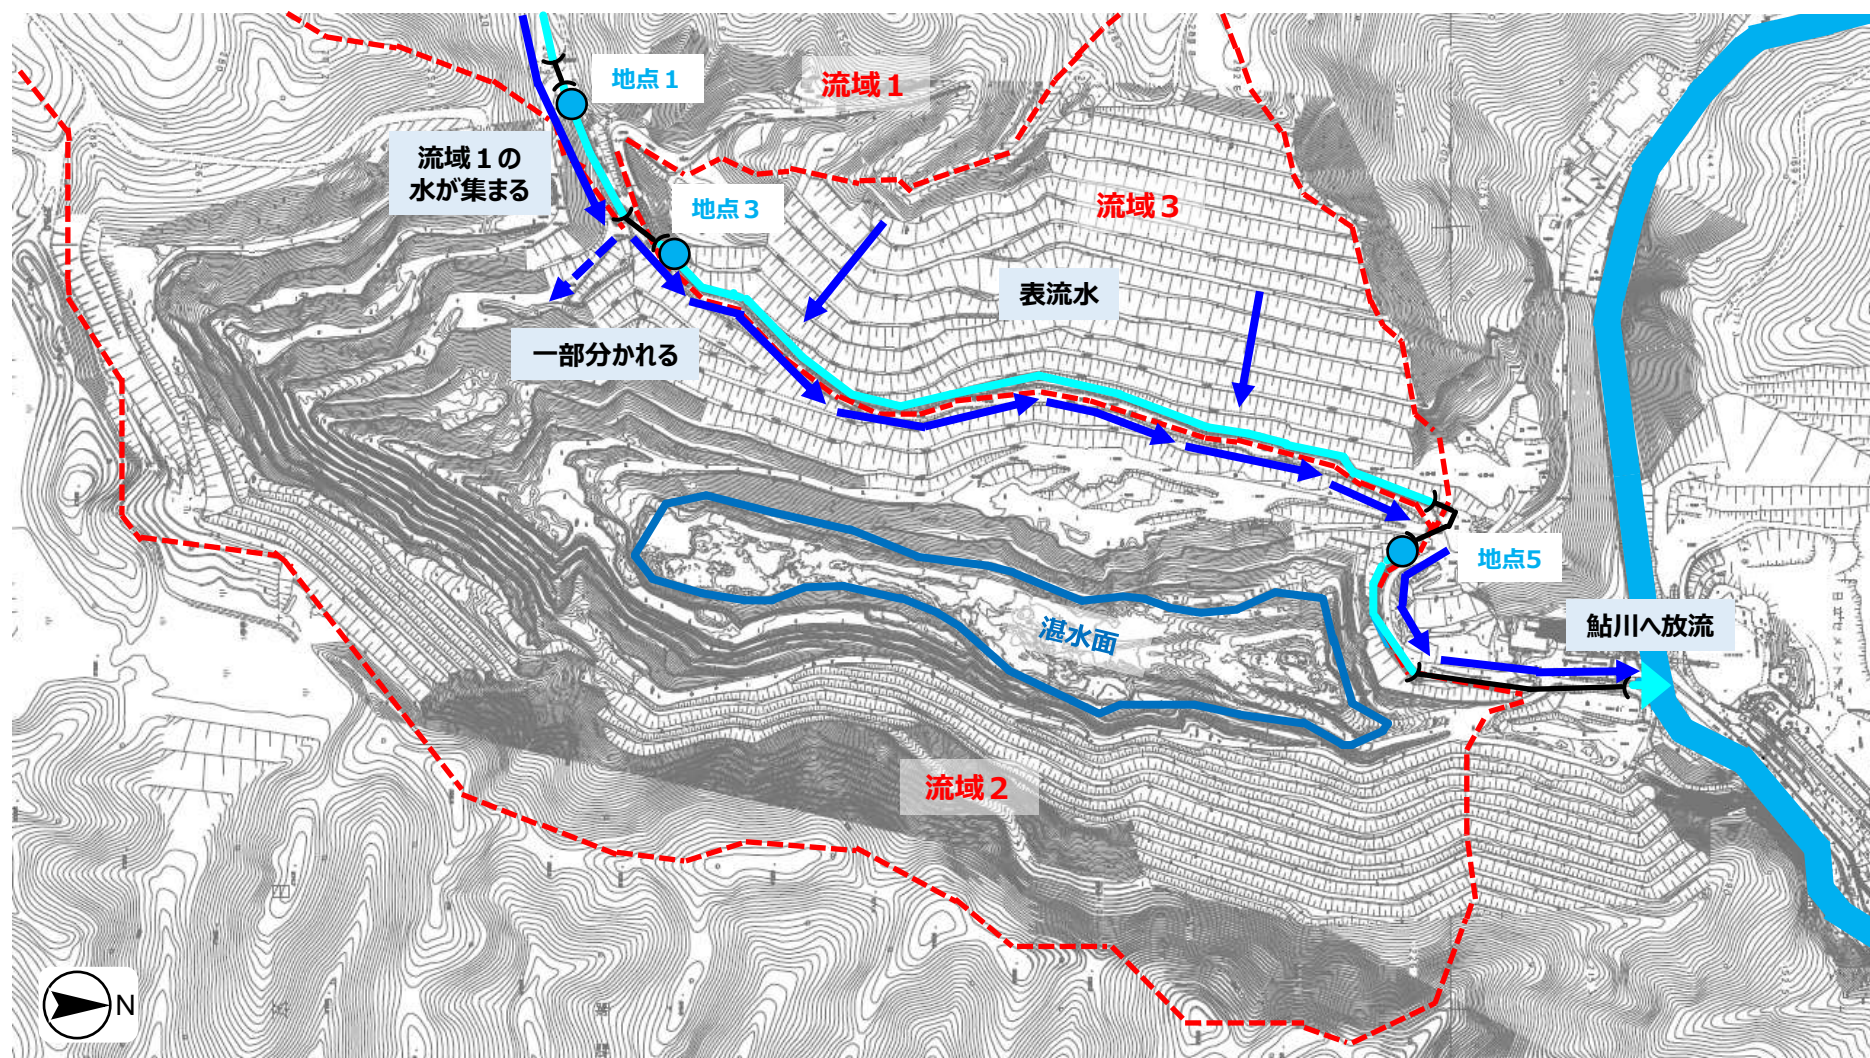 地点１
流域１
流域１の
水が集まる
地点３
流域３
表流水
一部分かれる
地点5
鮎川へ放流
湛水面
流域２
N